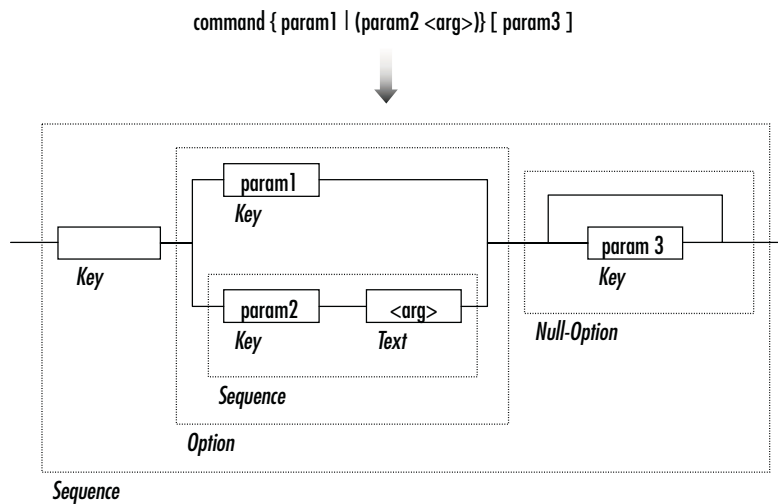 command { param1 | (param2 <arg>)} [ param3 ]
param1
Key
Key
param 3
Key
param2
<arg>
Key
Text
Null-Option
Sequence
Option
Sequence